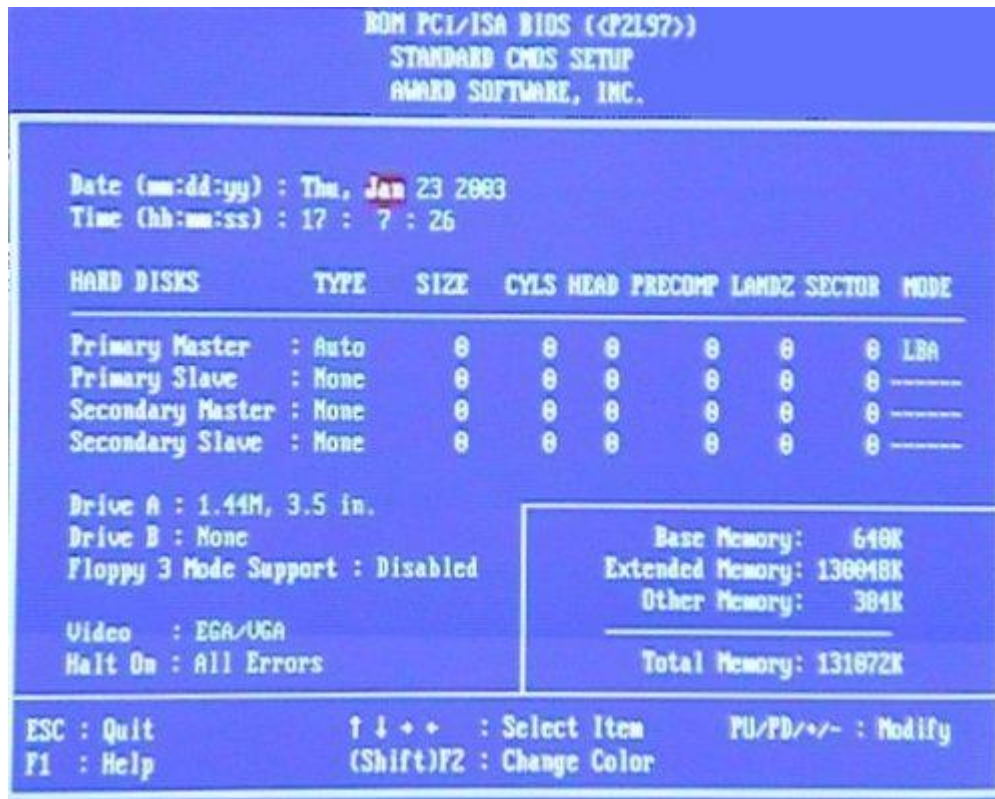 ROM PCI/ISA BIOS (<P2L97>)
STANDARD CMOS SETUP
AWARD SOFTWARE, INC.
Date (mm:dd:yy) : Thu, Jan 23 2003
Time (hh:mm:ss) : 17 : 7 : 26
HARD DISKS TYPE SIZE CYLS HEAD PRECOMP LANDZ SECTOR MODE
Primary Master : Auto 0 0 0 0 0 0 LBA
Primary Slave : None 0 0 0 0 0 0 ------
Secondary Master : None 0 0 0 0 0 0 ------
Secondary Slave : None 0 0 0 0 0 0 ------
Drive A : 1.44M, 3.5 in.
Drive B : None
Floppy 3 Mode Support : Disabled
Video : EGA/VGA
Halt On : All Errors
Base Memory: 640K
Extended Memory: 130048K
Other Memory: 384K
Total Memory: 131072K
ESC : Quit
F1 : Help
↑ ↓ → ← : Select Item
(Shift)F2 : Change Color
PU/PD/+/- : Modify